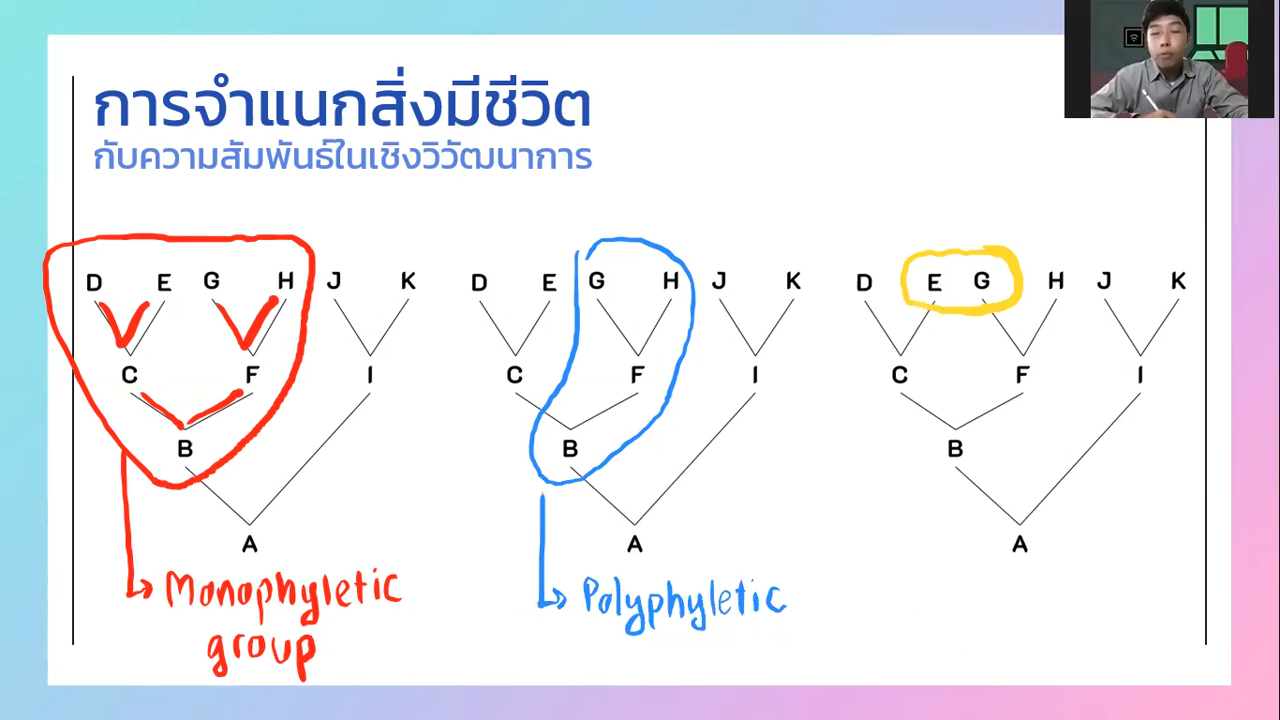 การจำแนกสิ่งมีชีวิต
กับความสัมพันธ์ในเชิงวิวัฒนาการ
D E G H J K
C F I
B
A
Monophyletic
group
D E G H J K
C F I
B
A
Polyphyletic
D E G H J K
C F I
B
A